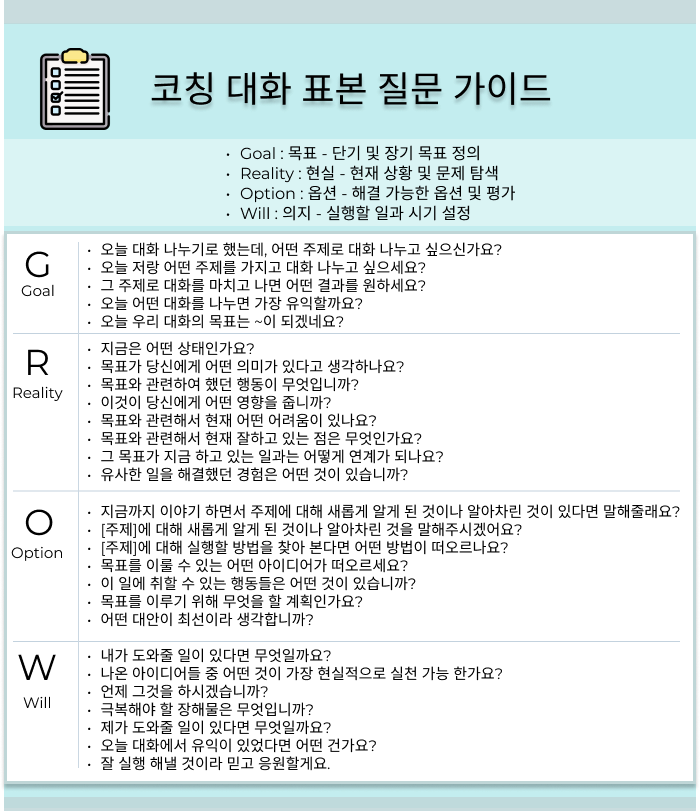 코칭 대화 표본 질문 가이드
• Goal : 목표 - 단기 및 장기 목표 정의
• Reality : 현실 - 현재 상황 및 문제 탐색
• Option : 옵션 - 해결 가능한 옵션 및 평가
• Will : 의지 - 실행할 일과 시기 설정
G
Goal
• 오늘 대화 나누기로 했는데, 어떤 주제로 대화 나누고 싶으신가요?
• 오늘 저랑 어떤 주제를 가지고 대화 나누고 싶으세요?
• 그 주제로 대화를 마치고 나면 어떤 결과를 원하세요?
• 오늘 어떤 대화를 나누면 가장 유익할까요?
• 오늘 우리 대화의 목표는 ~이 되겠네요?
R
Reality
• 지금은 어떤 상태인가요?
• 목표가 당신에게 어떤 의미가 있다고 생각하나요?
• 목표와 관련하여 했던 행동이 무엇입니까?
• 이것이 당신에게 어떤 영향을 줍니까?
• 목표와 관련해서 현재 어떤 어려움이 있나요?
• 목표와 관련해서 현재 잘하고 있는 점은 무엇인가요?
• 그 목표가 지금 하고 있는 일과는 어떻게 연계가 되나요?
• 유사한 일을 해결했던 경험은 어떤 것이 있습니까?
O
Option
• 지금까지 이야기 하면서 주제에 대해 새롭게 알게 된 것이나 알아차린 것이 있다면 말해줄래요?
• [주제]에 대해 새롭게 알게 된 것이나 알아차린 것을 말해주시겠어요?
• [주제]에 대해 실행할 방법을 찾아 본다면 어떤 방법이 떠오르나요?
• 목표를 이룰 수 있는 어떤 아이디어가 떠오르세요?
• 이 일에 취할 수 있는 행동들은 어떤 것이 있습니까?
• 목표를 이루기 위해 무엇을 할 계획인가요?
• 어떤 대안이 최선이라 생각합니까?
W
Will
• 내가 도와줄 일이 있다면 무엇일까요?
• 나온 아이디어들 중 어떤 것이 가장 현실적으로 실천 가능 한가요?
• 언제 그것을 하시겠습니까?
• 극복해야 할 장해물은 무엇입니까?
• 제가 도와줄 일이 있다면 무엇일까요?
• 오늘 대화에서 유익이 있었다면 어떤 건가요?
• 잘 실행 해낼 것이라 믿고 응원할게요.